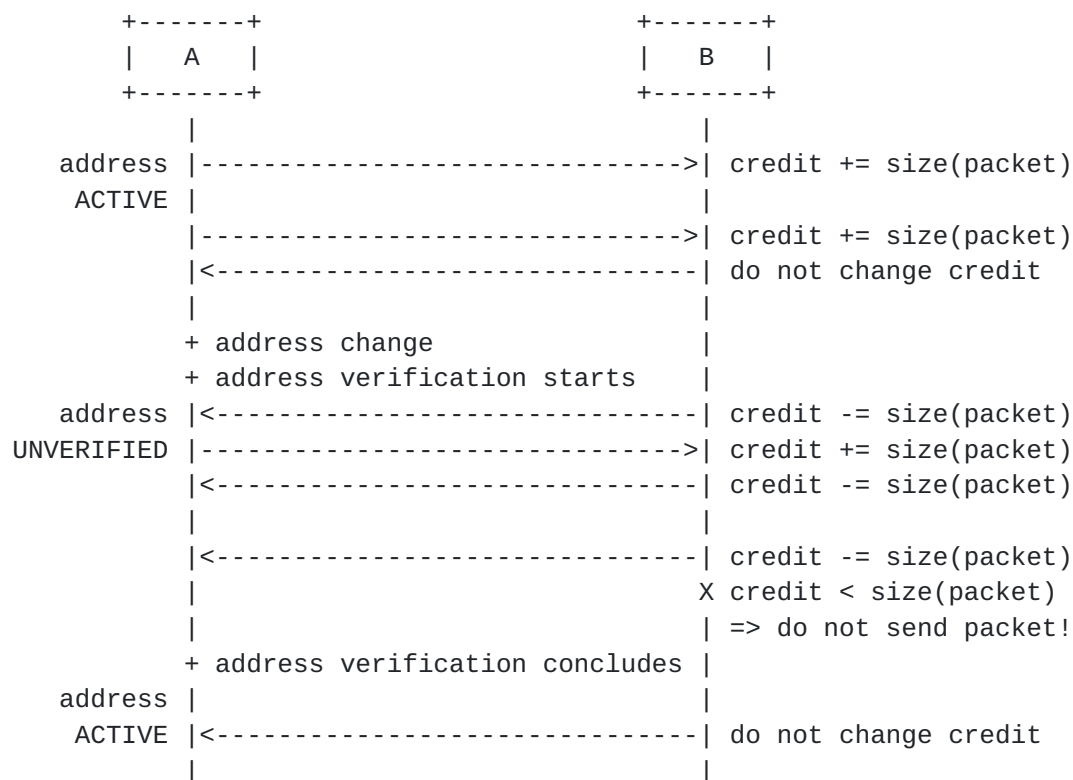 +-------+                        +-------+
|   A   |                        |   B   |
+-------+                        +-------+
|                                |
address |------------------------------->| credit += size(packet)
ACTIVE |                                |
|------------------------------->| credit += size(packet)
|<-------------------------------| do not change credit
|                                |
+ address change                 |
+ address verification starts    |
address |<-------------------------------| credit -= size(packet)
UNVERIFIED |------------------------------->| credit += size(packet)
|<-------------------------------| credit -= size(packet)
|                                |
|<-------------------------------| credit -= size(packet)
|                                X credit < size(packet)
|                                | => do not send packet!
+ address verification concludes |
address |                                |
ACTIVE |<-------------------------------| do not change credit
|                                |